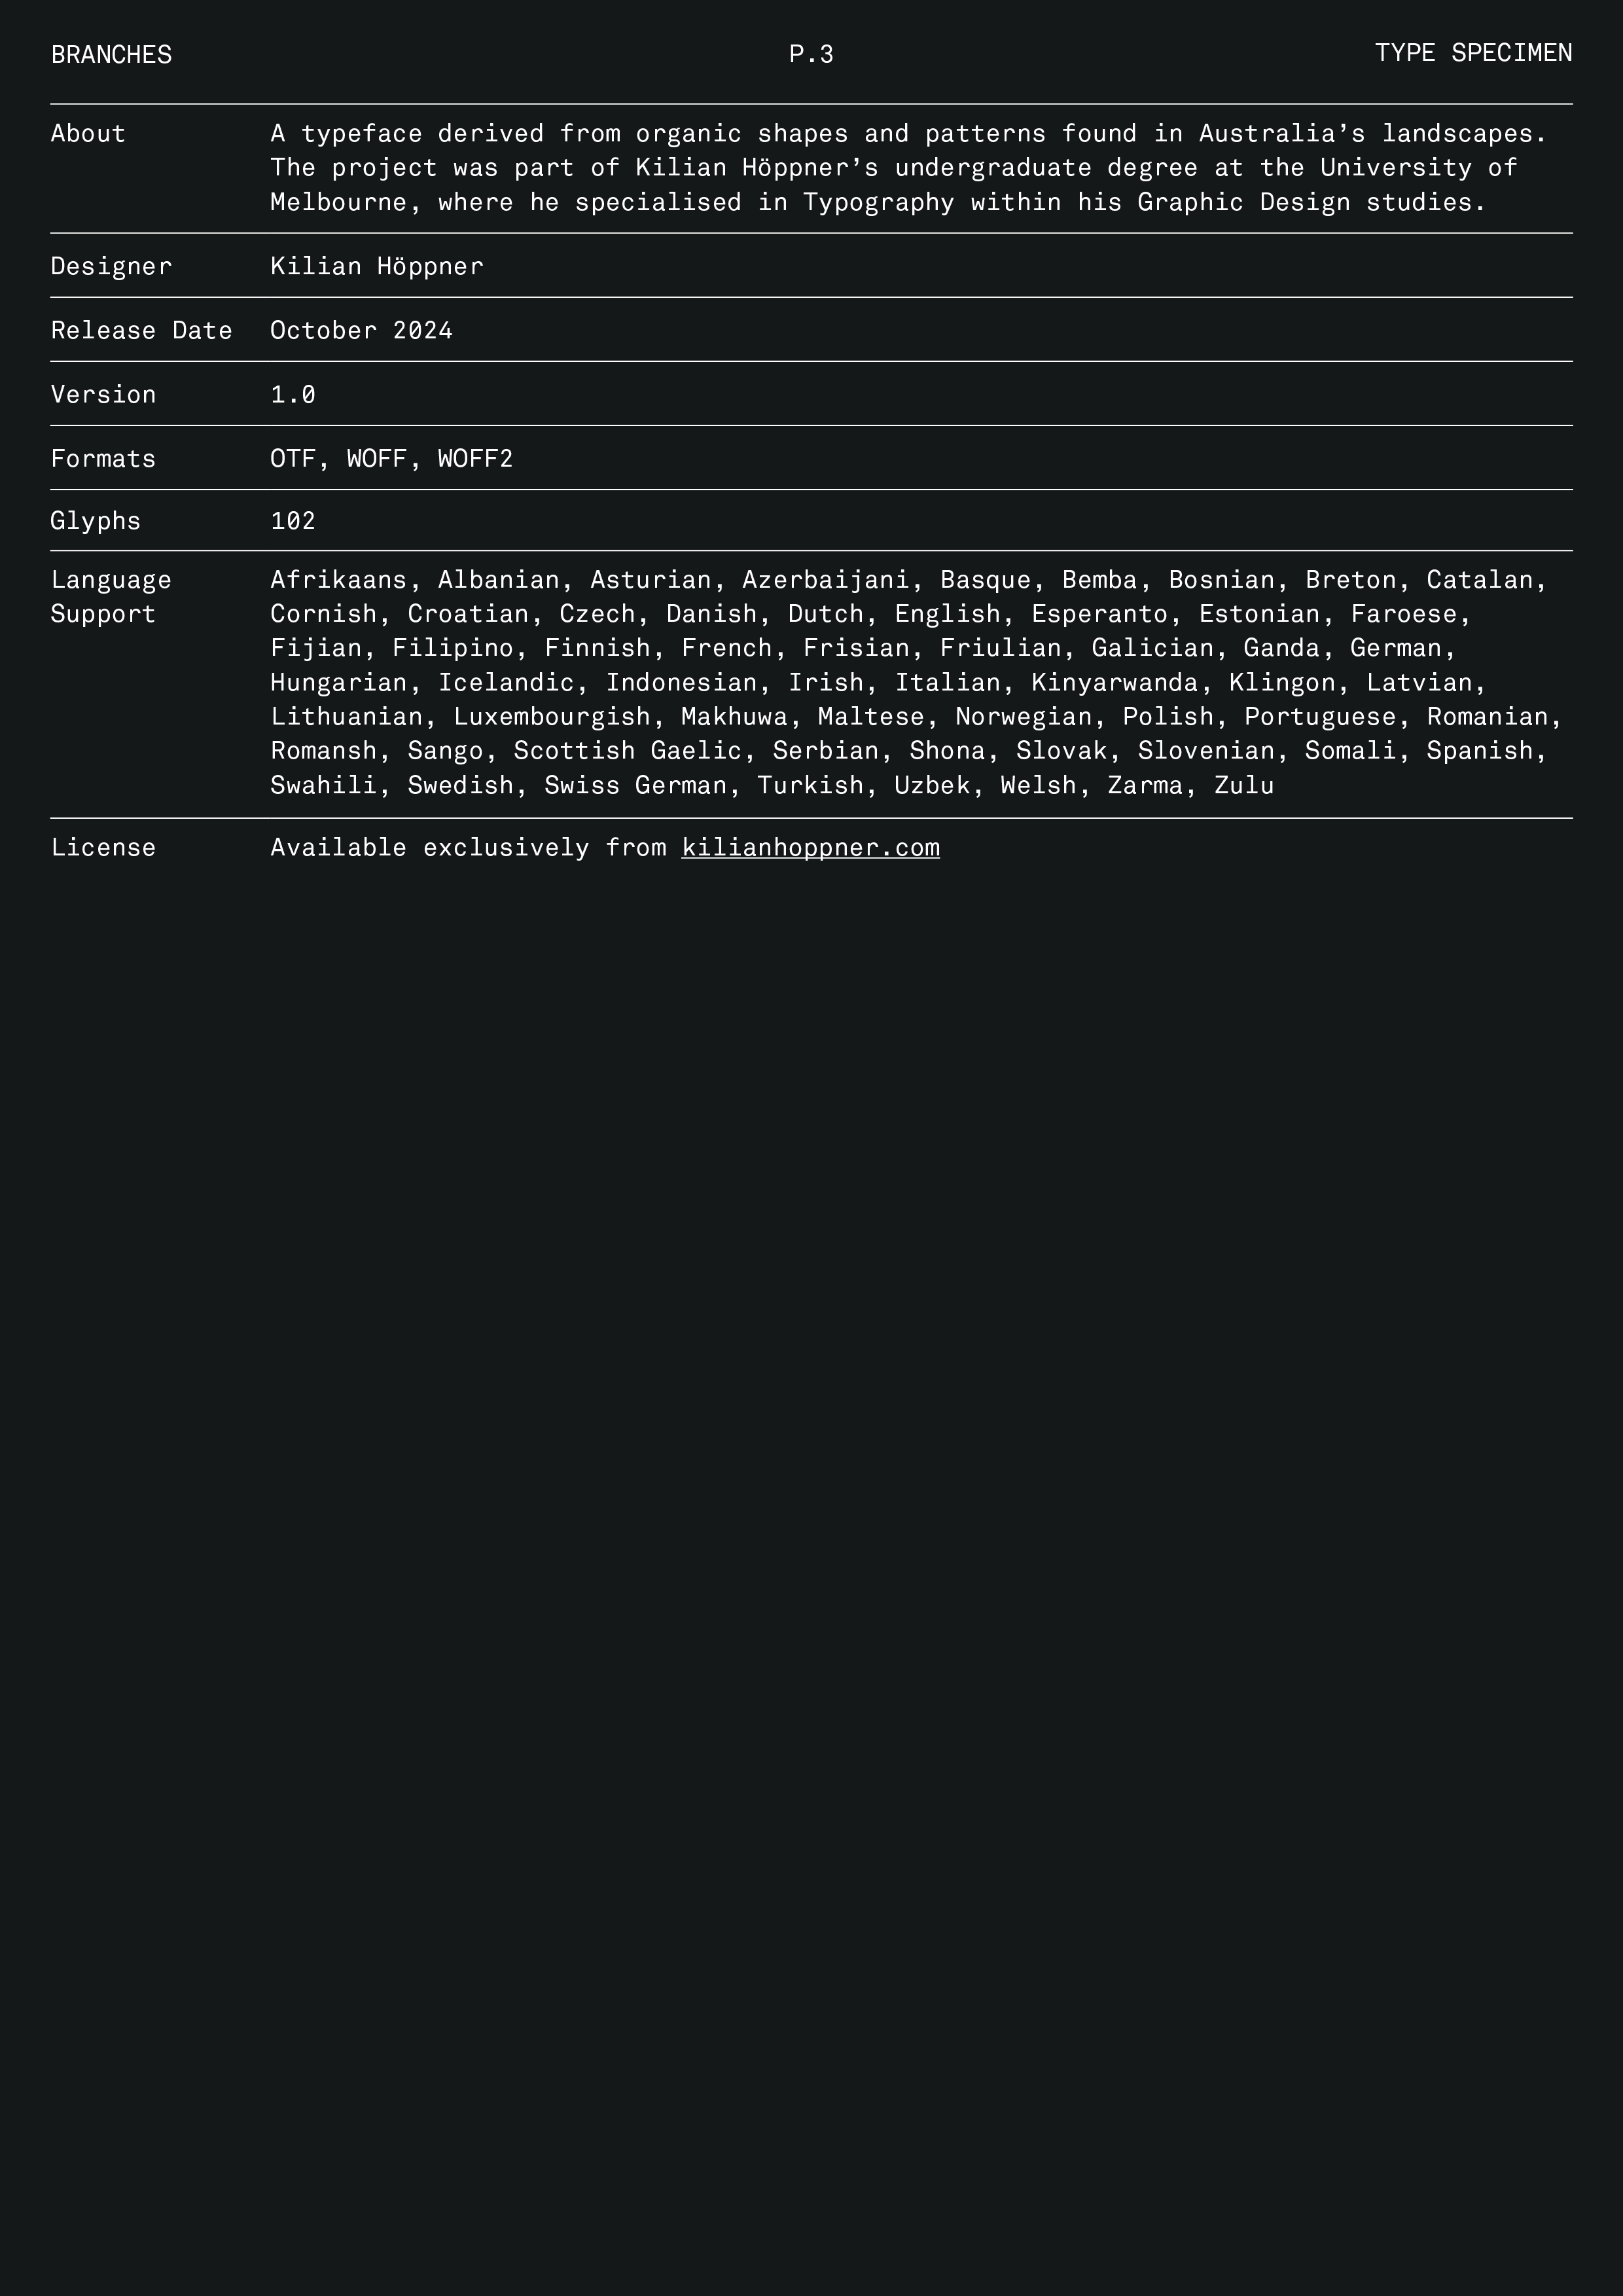 BRANCHES P.3 TYPE SPECIMEN
About A typeface derived from organic shapes and patterns found in Australia’s landscapes.
The project was part of Kilian Höppner’s undergraduate degree at the University of
Melbourne, where he specialised in Typography within his Graphic Design studies.
Designer Kilian Höppner
Release Date October 2024
Version 1.0
Formats OTF, WOFF, WOFF2
Glyphs 102
Language Afrikaans, Albanian, Asturian, Azerbaijani, Basque, Bemba, Bosnian, Breton, Catalan,
Support Cornish, Croatian, Czech, Danish, Dutch, English, Esperanto, Estonian, Faroese,
Fijian, Filipino, Finnish, French, Frisian, Friulian, Galician, Ganda, German,
Hungarian, Icelandic, Indonesian, Irish, Italian, Kinyarwanda, Klingon, Latvian,
Lithuanian, Luxembourgish, Makhuwa, Maltese, Norwegian, Polish, Portuguese, Romanian,
Romansh, Sango, Scottish Gaelic, Serbian, Shona, Slovak, Slovenian, Somali, Spanish,
Swahili, Swedish, Swiss German, Turkish, Uzbek, Welsh, Zarma, Zulu
License Available exclusively from kilianhoppner.com